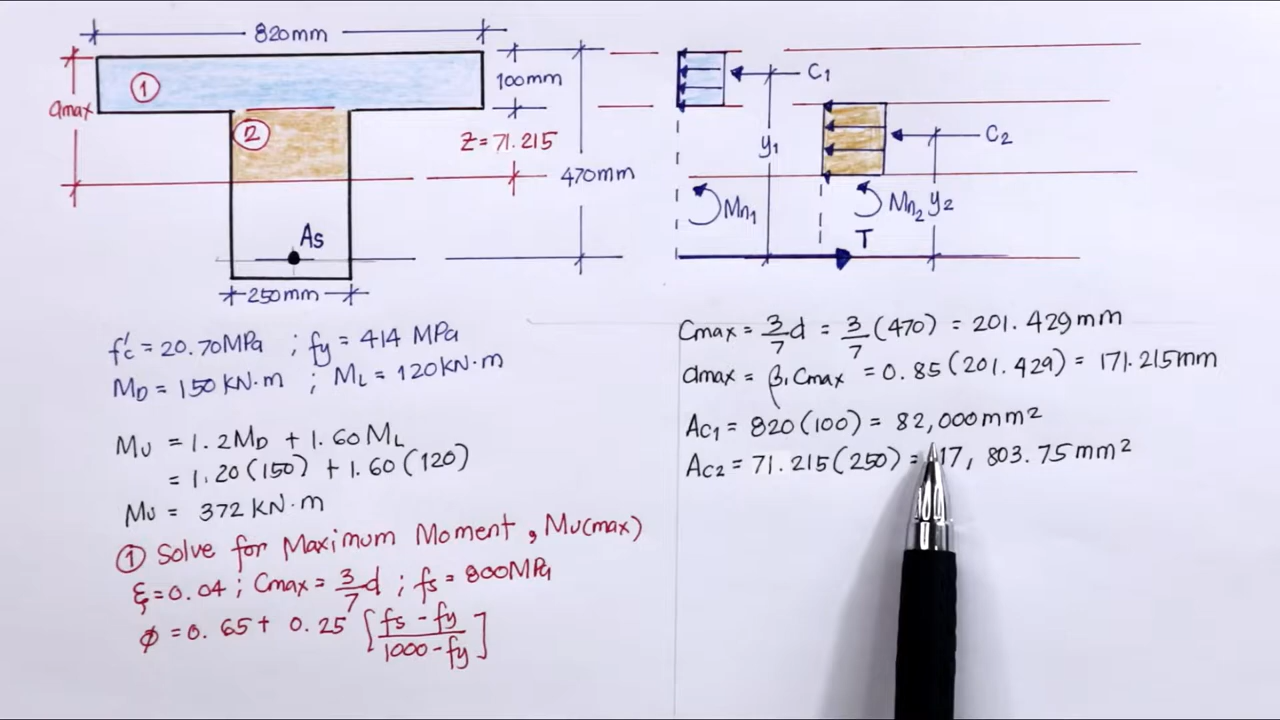 820mm
amax
1
2
100mm
z = 71.215
470mm
As
250mm
C1
C2
y1
Mn1
Mn2
y2
T
f'c = 20.70MPa ; fy = 414 MPa
MD = 150 KN·m ; ML = 120KN·m
MU = 1.2MD + 1.60ML
= 1.20(150) + 1.60(120)
MU = 372 KN·m
① Solve for Maximum Moment, Mu(max)
ξ = 0.04 ; Cmax = 3/7 d ; fs = 800MPa
φ = 0.65 + 0.25 [fs - fy / 1000 - fy]
Cmax = 3/7 d = 3/7 (470) = 201.429mm
amax = β1Cmax = 0.85(201.429) = 171.215mm
Ac1 = 820(100) = 82,000mm²
Ac2 = 71.215(250) = 17, 803.75mm²